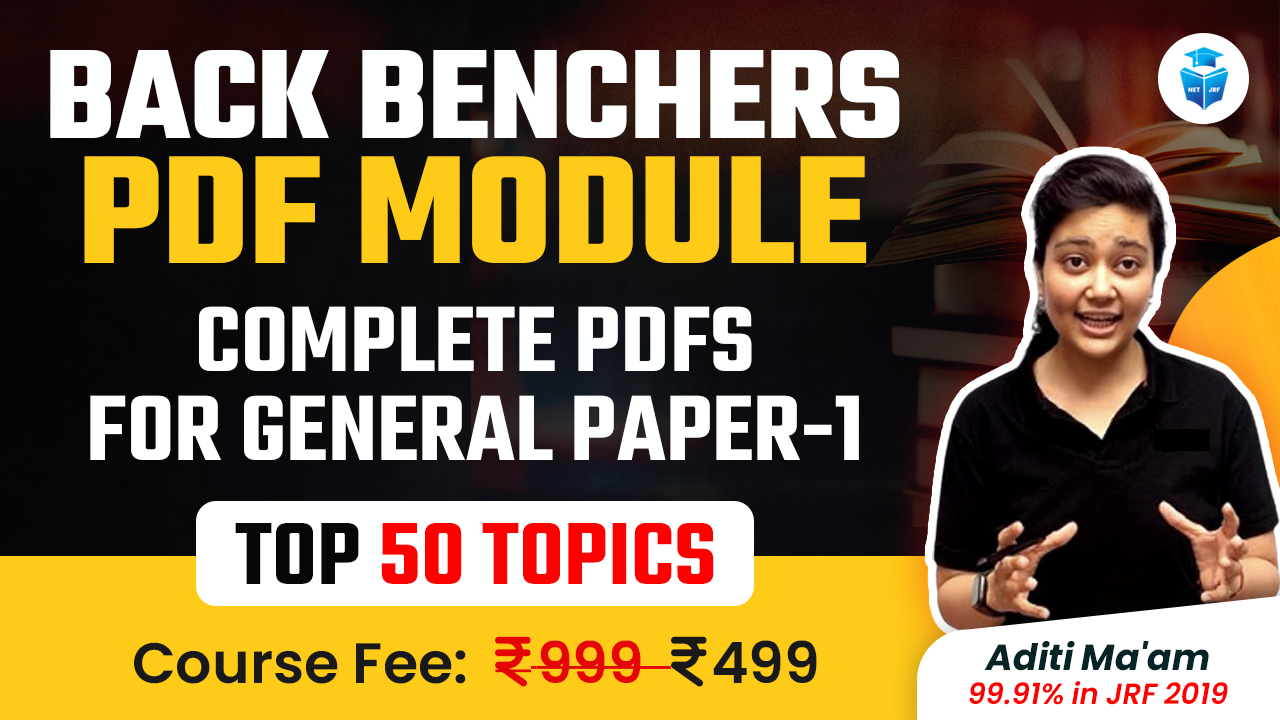 BACK BENCHERS
NET JRF
PDF MODULE
COMPLETE PDFS
FOR GENERAL PAPER-1
TOP 50 TOPICS
Course Fee: ₹999 ₹499
Aditi Ma'am
99.91% in JRF 2019